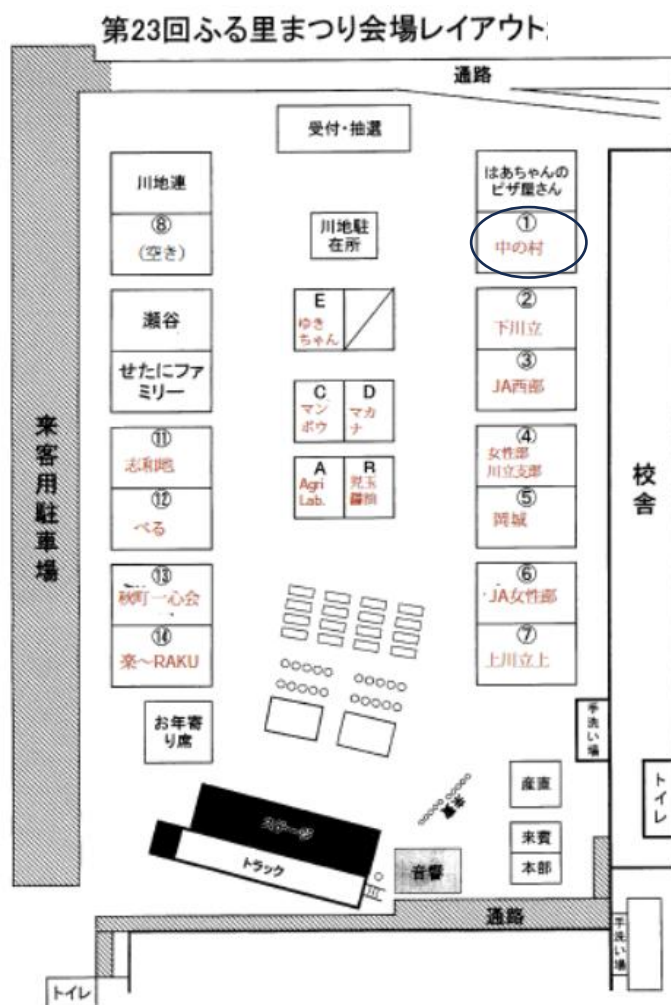 第23回ふる里まつり会場レイアウト
通路
受付・抽選
川地連
⑧
(空き)
瀬谷
せたにファ
ミリー
⑪
志和地
⑫
べる
⑬
秋町一心会
⑭
楽～RAKU
お年寄
り席
来客用駐車場
川地駐
在所
E
ゆき
ちゃん
C
マン
ボウ
D
マカ
ナ
A
Agri
Lab.
B
児玉
醤油
はあちゃんの
ピザ屋さん
①
中の村
②
下川立
③
JA西部
④
女性部
川立支部
⑤
岡城
⑥
JA女性部
⑦
上川立上
校舎
手洗い場
トイレ
産直
来賓
本部
来賓
ステージ
トラック
音響
通路
手洗い場
トイレ